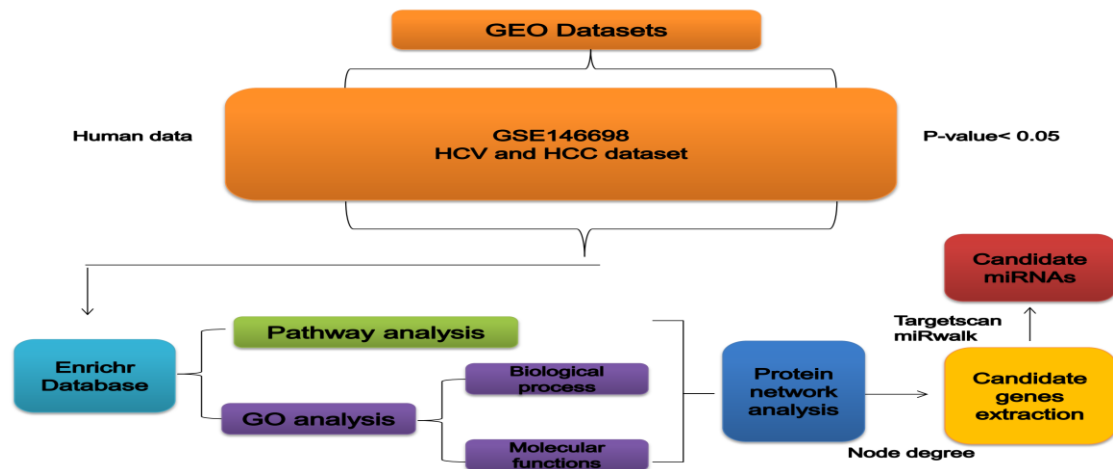 GEO Datasets
Human data
GSE146698
HCV and HCC dataset
P-value< 0.05
Candidate
miRNAs
Targetscan
miRwalk
Pathway analysis
Enrichr
Database
Biological
process
GO analysis
Molecular
functions
Protein
network
analysis
Candidate
genes
extraction
Node degree